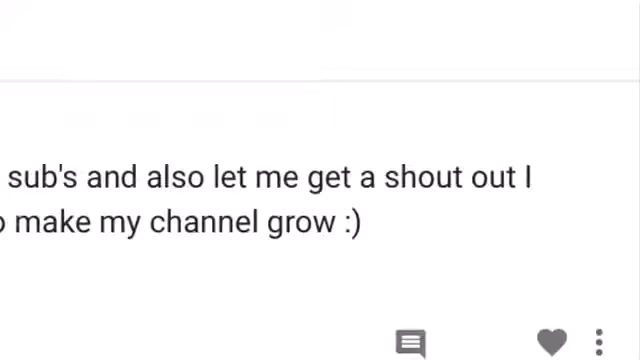 sub's and also let me get a shout out I
make my channel grow :)